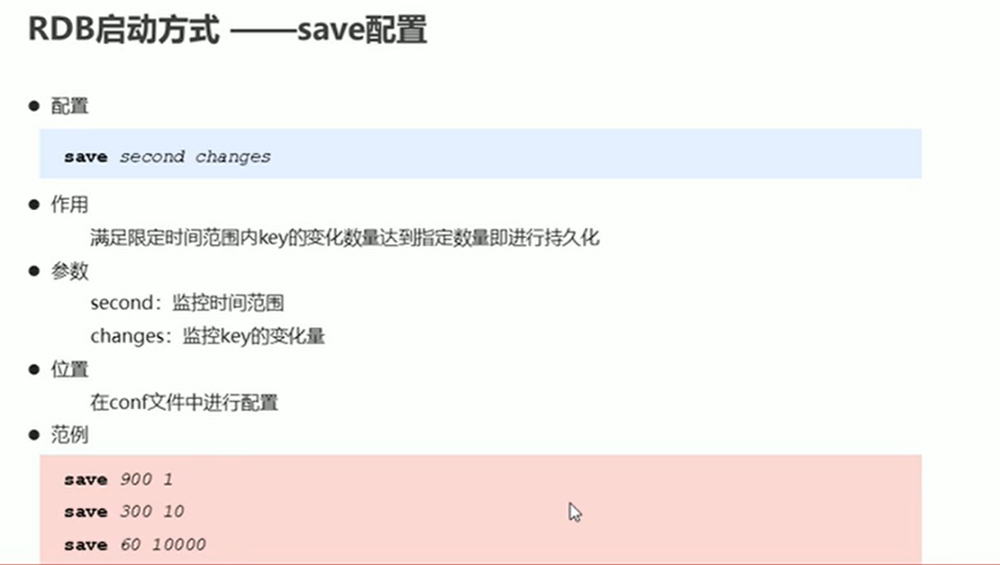 RDB启动方式 ——save配置
● 配置
save second changes
● 作用
满足限定时间范围内key的变化数量达到指定数量即进行持久化
● 参数
second：监控时间范围
changes：监控key的变化量
● 位置
在conf文件中进行配置
● 范例
save 900 1
save 300 10
save 60 10000